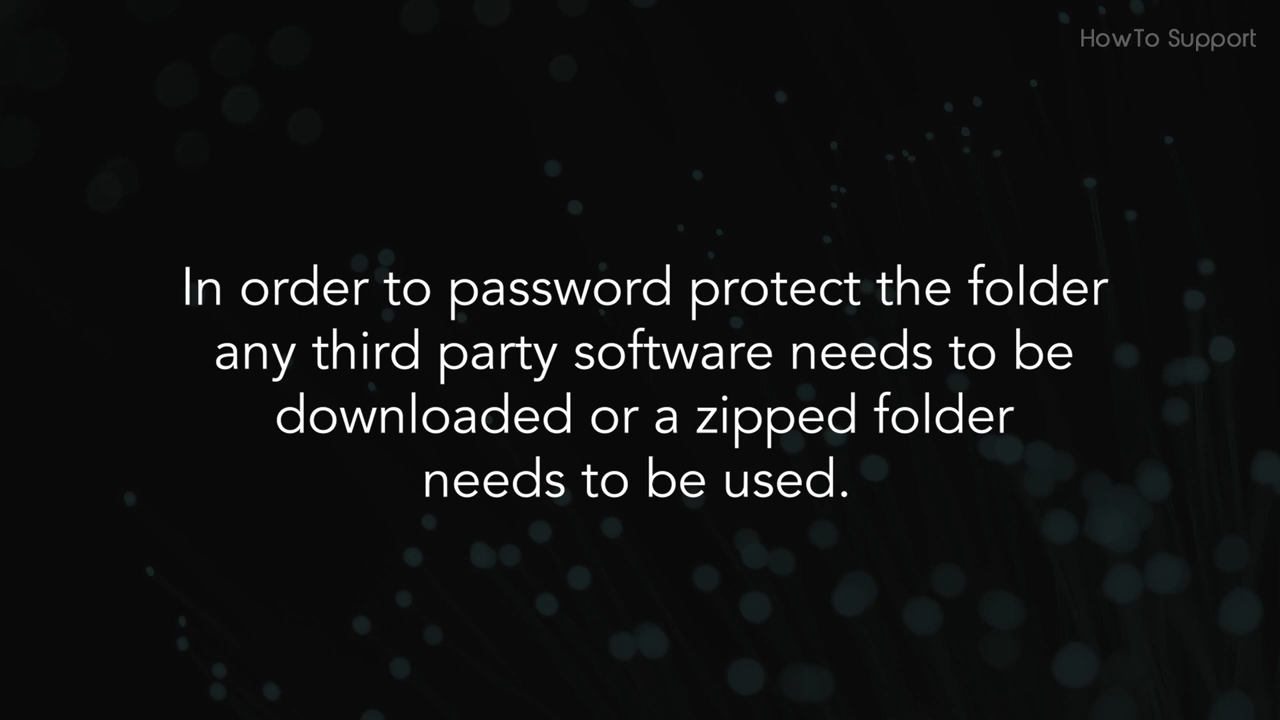 HowTo Support
In order to password protect the folder
any third party software needs to be
downloaded or a zipped folder
needs to be used.